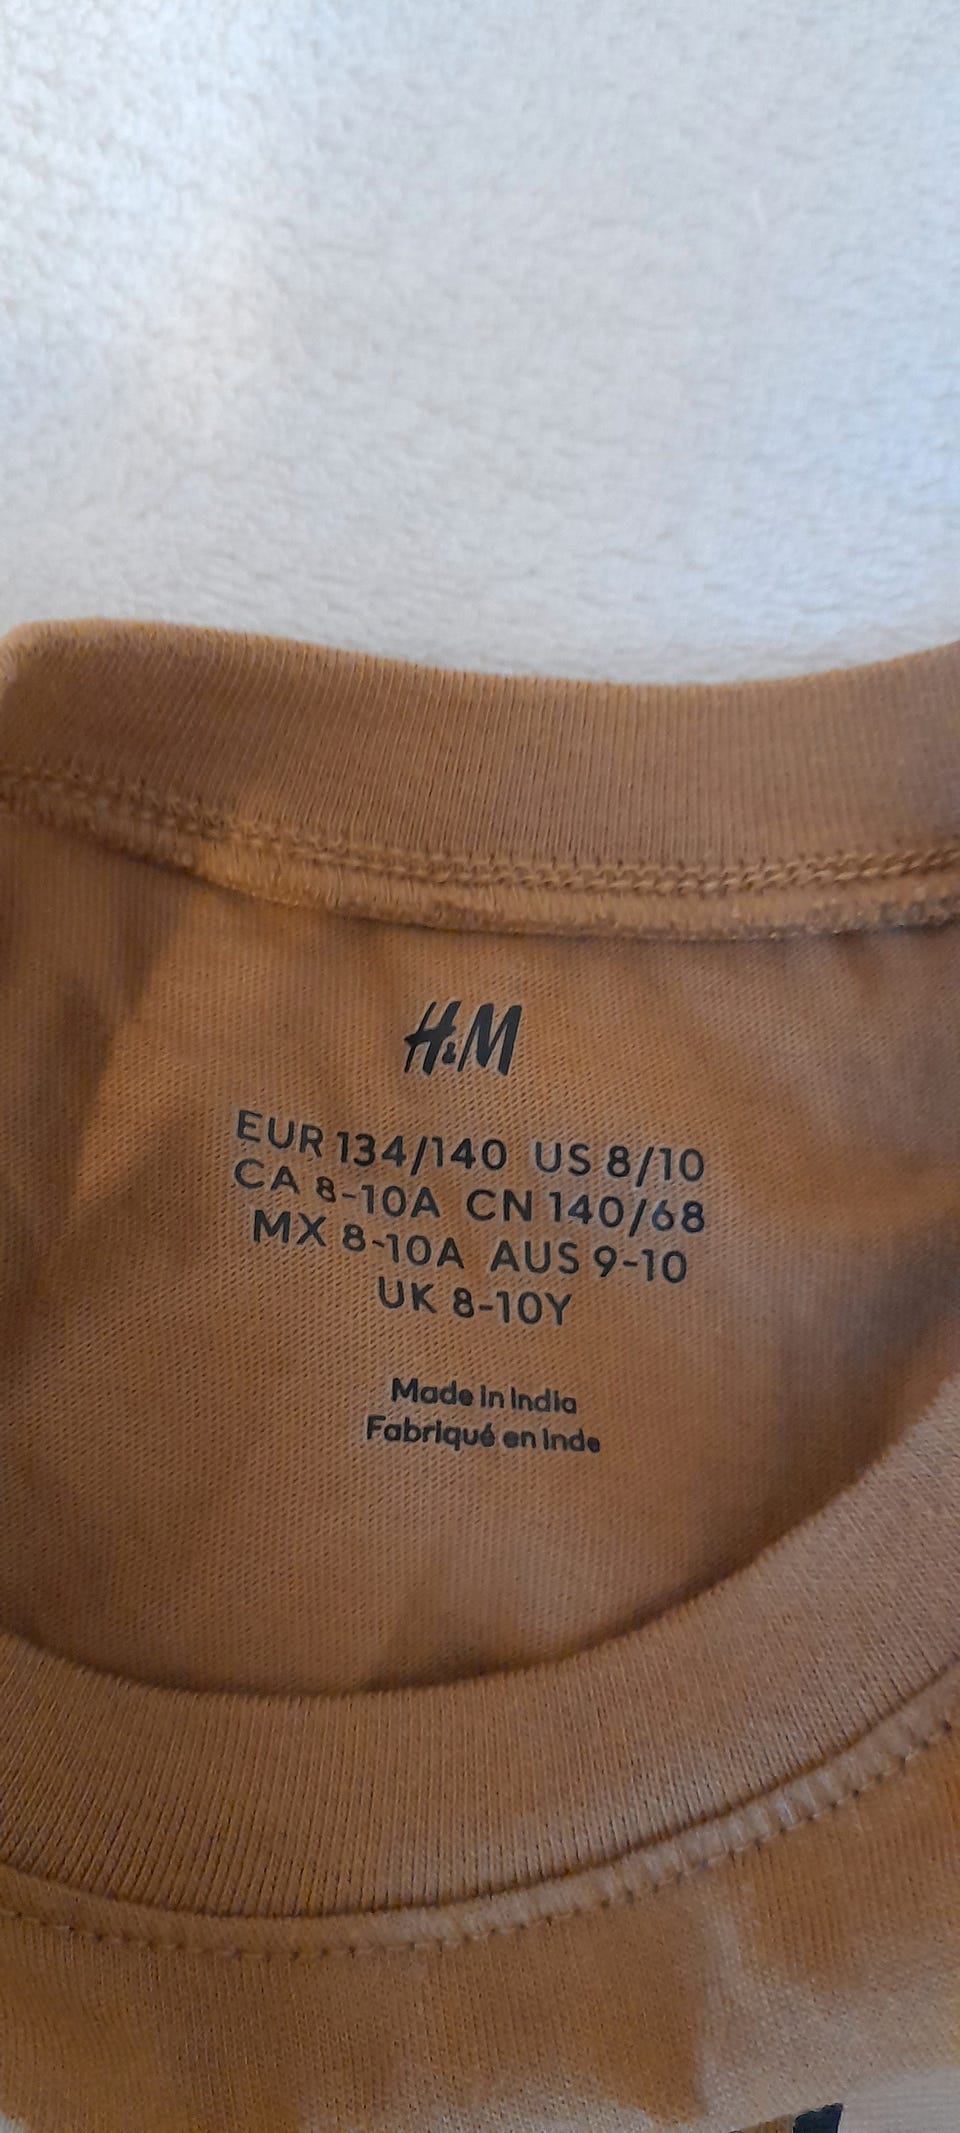 H&M
EUR 134/140 US 8/10
CA 8-10A CN 140/68
MX 8-10A AUS 9-10
UK 8-10Y
Made in India
Fabriqué en Inde